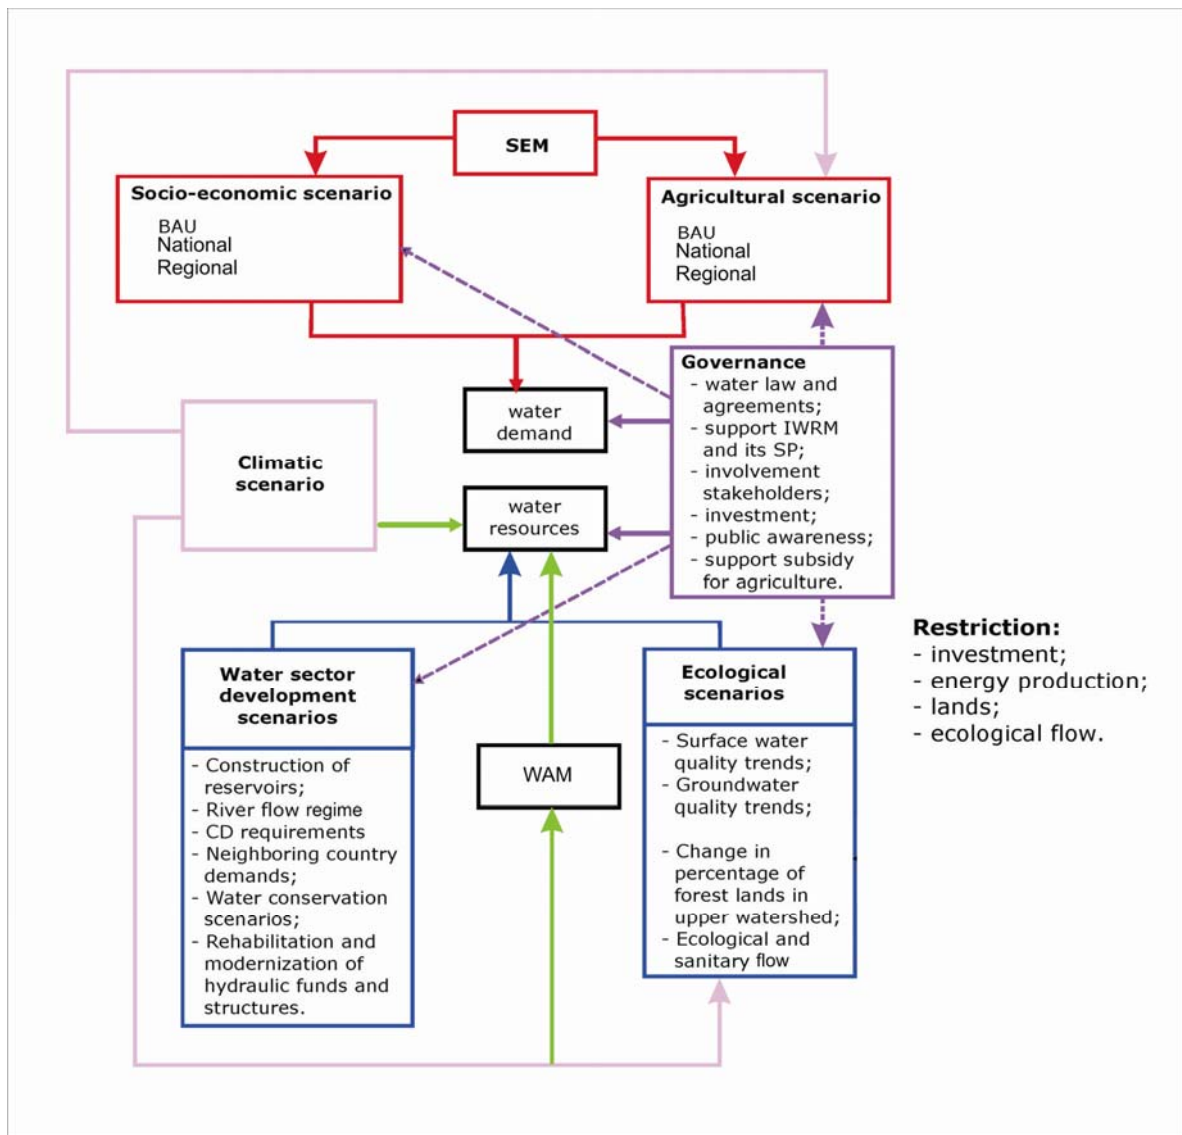 SEM
Socio-economic scenario
BAU
National
Regional
Agricultural scenario
BAU
National
Regional
Governance
- water law and
agreements;
- support IWRM
and its SP;
- involvement
stakeholders;
- investment;
- public awareness;
- support subsidy
for agriculture.
water
demand
Climatic
scenario
water
resources
Restriction:
- investment;
- energy production;
- lands;
- ecological flow.
Water sector
development
scenarios
- Construction of
reservoirs;
- River flow regime
- CD requirements
- Neighboring country
demands;
- Water conservation
scenarios;
- Rehabilitation and
modernization of
hydraulic funds and
structures.
WAM
Ecological
scenarios
- Surface water
quality trends;
- Groundwater
quality trends;
- Change in
percentage of
forest lands in
upper watershed;
- Ecological and
sanitary flow